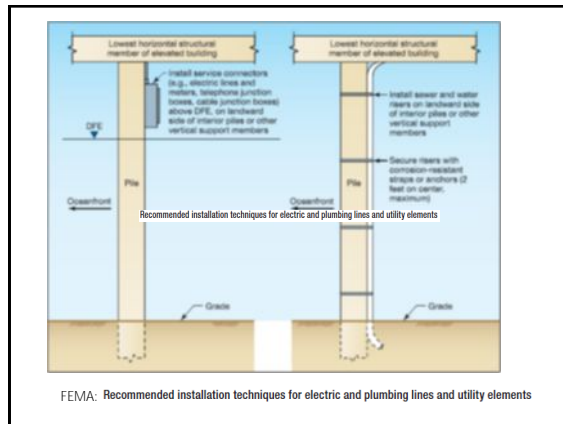 Lowest horizontal structural
member of elevated building
Install service connectors
(e.g., electric lines and
meters, telephone junction
boxes, cable junction boxes)
above DFE, on landward
side of interior piles or other
vertical support members
DFE
Pile
Oceanfront
Grade
Lowest horizontal structural
member of elevated building
Install sewer and water
risers on landward side
of interior piles or other
vertical support
members
Secure risers with
corrosion-resistant
straps or anchors (2
feet on center,
maximum)
Pile
Oceanfront
Grade
Recommended installation techniques for electric and plumbing lines and utility elements
FEMA: Recommended installation techniques for electric and plumbing lines and utility elements